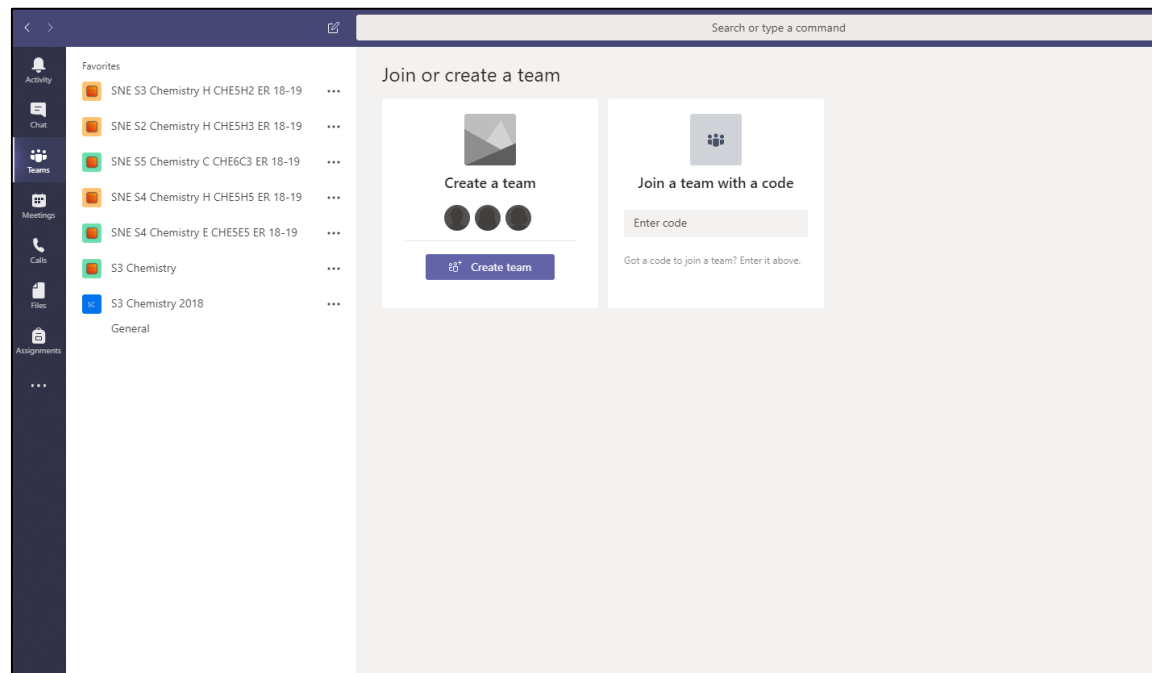 Search or type a command
Activity
Chat
Teams
Meetings
Calls
Files
Assignments
Favorites
SNE S3 Chemistry H CHE5H2 ER 18-19
SNE S2 Chemistry H CHE5H3 ER 18-19
SNE S5 Chemistry C CHE6C3 ER 18-19
SNE S4 Chemistry H CHE5H5 ER 18-19
SNE S4 Chemistry E CHE5E5 ER 18-19
S3 Chemistry
SC S3 Chemistry 2018
General
Join or create a team
Create a team
Create team
Join a team with a code
Enter code
Got a code to join a team? Enter it above.